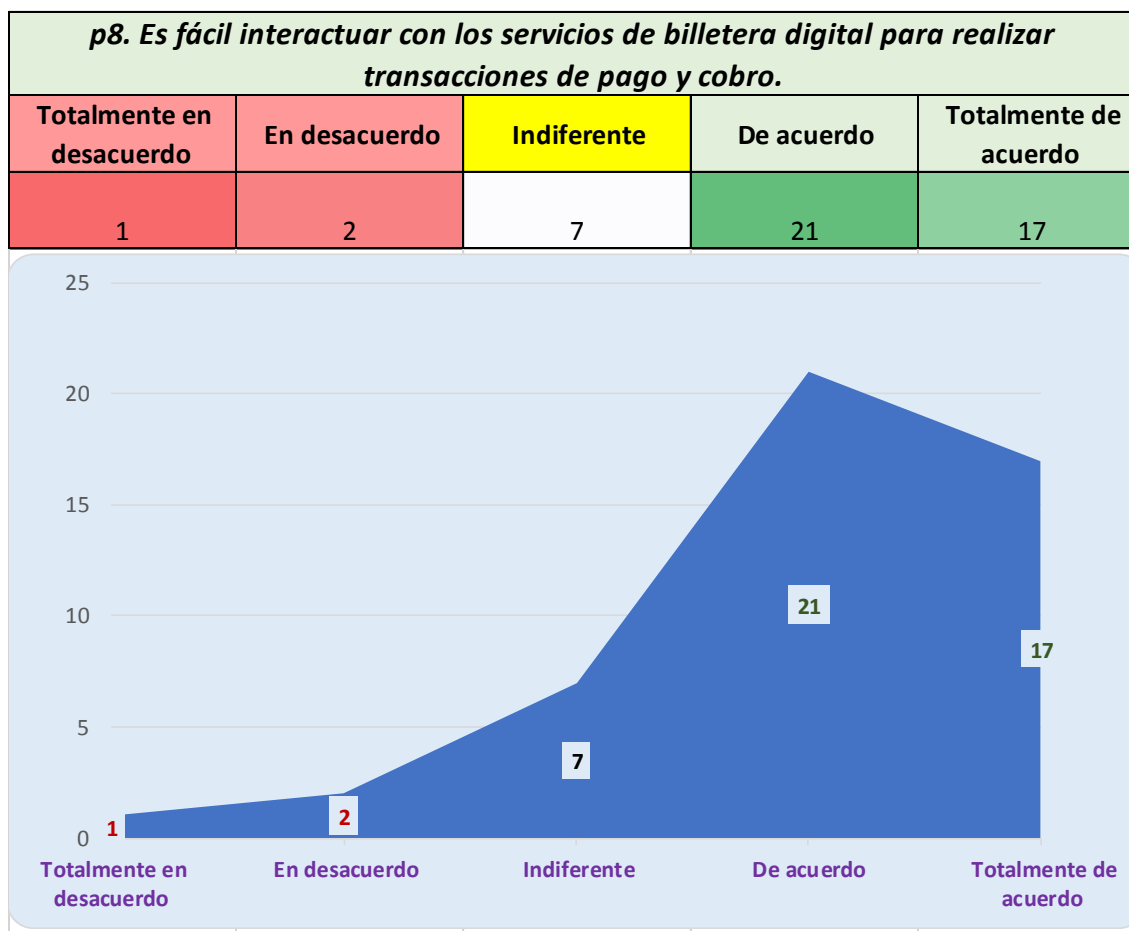 p8. Es fácil interactuar con los servicios de billetera digital para realizar
transacciones de pago y cobro.
Totalmente en
desacuerdo
En desacuerdo
Indiferente
De acuerdo
Totalmente de
acuerdo
1
2
7
21
17
25
20
15
10
5
0
1
2
7
21
17
Totalmente en
desacuerdo
En desacuerdo
Indiferente
De acuerdo
Totalmente de
acuerdo